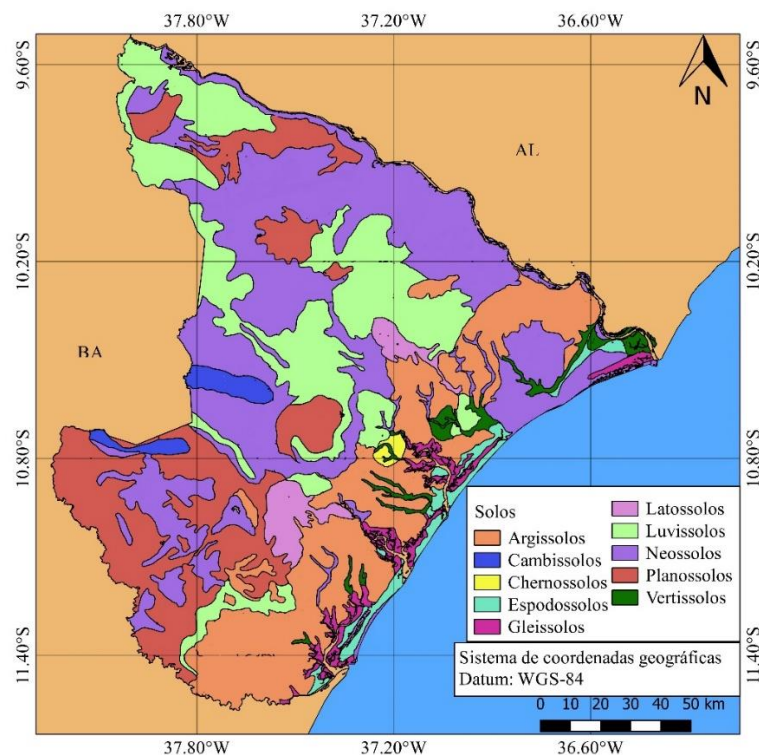 37.80°W 37.20°W 36.60°W
9.60°S
9.60°S
N
AL
10.20°S
10.20°S
BA
10.80°S
10.80°S
Solos
Argissolos
Cambissolos
Chernossolos
Espodossolos
Gleissolos
Latossolos
Luvissolos
Neossolos
Planossolos
Vertissolos
11.40°S
11.40°S
Sistema de coordenadas geográficas
Datum: WGS-84
0 10 20 30 40 50 km
37.80°W 37.20°W 36.60°W